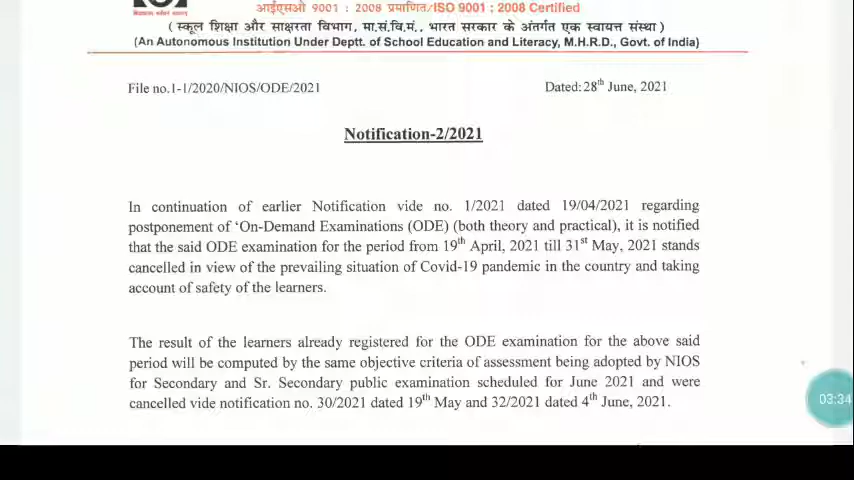 आईएसओ 9001 : 2008 प्रमाणित/ISO 9001 : 2008 Certified
( स्कूल शिक्षा और साक्षरता विभाग, मा.सं.वि.मं., भारत सरकार के अंतर्गत एक स्वायत्त संस्था )
(An Autonomous Institution Under Deptt. of School Education and Literacy, M.H.R.D., Govt. of India)
File no.1-1/2020/NIOS/ODE/2021 Dated: 28th June, 2021
Notification-2/2021
In continuation of earlier Notification vide no. 1/2021 dated 19/04/2021 regarding
postponement of ‘On-Demand Examinations (ODE) (both theory and practical), it is notified
that the said ODE examination for the period from 19th April, 2021 till 31st May, 2021 stands
cancelled in view of the prevailing situation of Covid-19 pandemic in the country and taking
account of safety of the learners.
The result of the learners already registered for the ODE examination for the above said
period will be computed by the same objective criteria of assessment being adopted by NIOS
for Secondary and Sr. Secondary public examination scheduled for June 2021 and were
cancelled vide notification no. 30/2021 dated 19th May and 32/2021 dated 4th June, 2021.
03:34